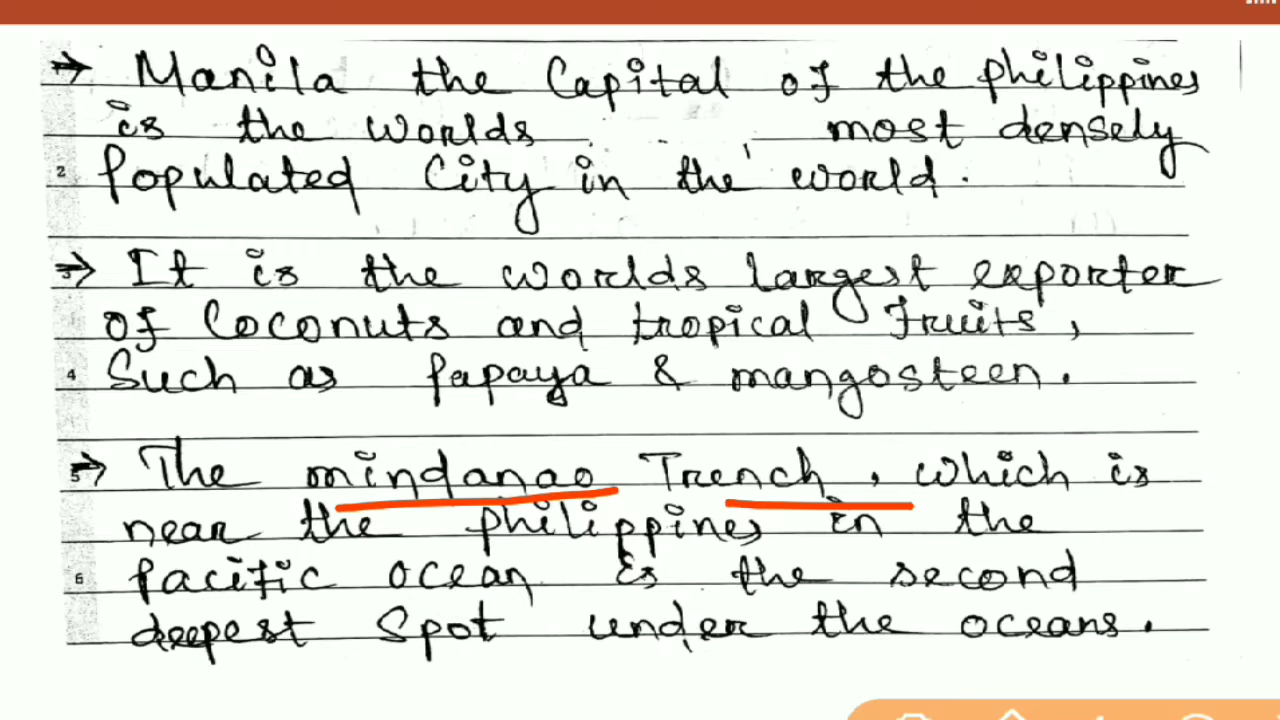 → Manila the Capital of the philippines
is the worlds most densely
2 Populated City in the world.
→ It is the worlds largest exporter
of Coconuts and tropical fruits,
4 Such as papaya & mangosteen.
5 → The mindanao Trench, which is
near the philippines in the
6 pacific ocean is the second
deepest Spot under the oceans.